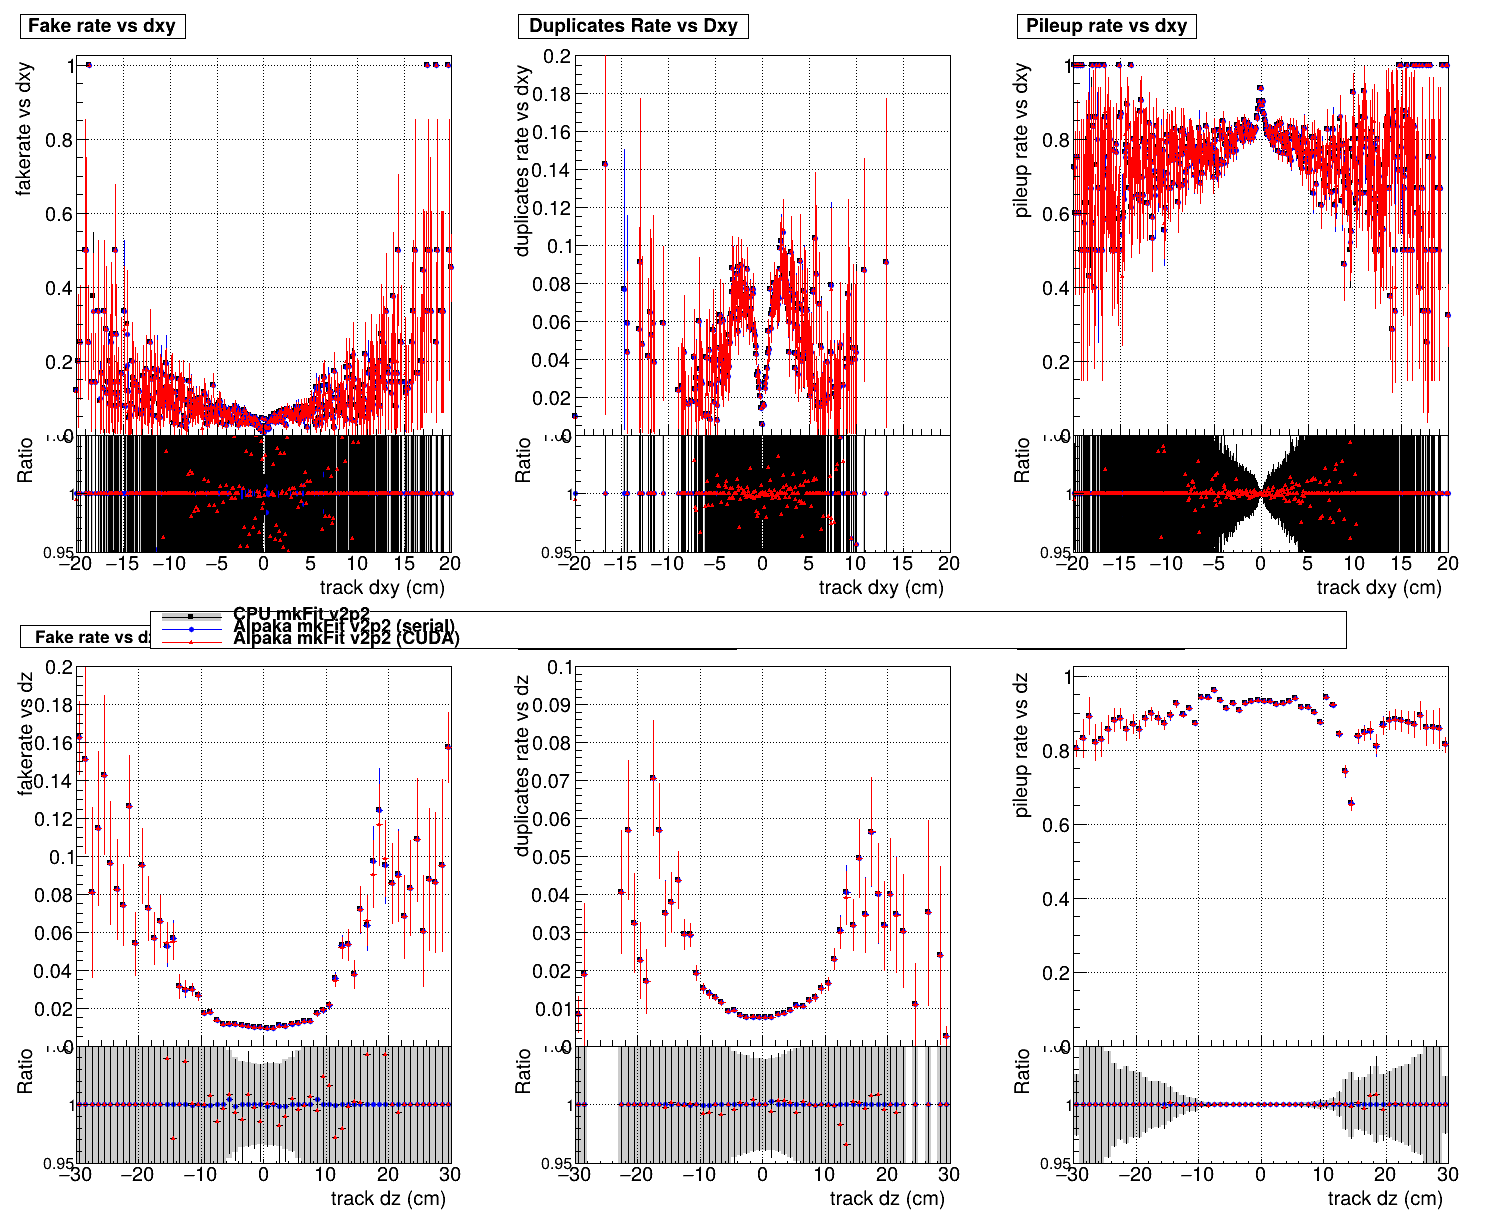 Fake rate vs dxy
Duplicates Rate vs Dxy
Pileup rate vs dxy
fakerate vs dxy
1
0.8
0.6
0.4
0.2
0
Ratio
1
0.95
−20 −15 −10 −5 0 5 10 15 20
track dxy (cm)
duplicates rate vs dxy
0.2
0.18
0.16
0.14
0.12
0.1
0.08
0.06
0.04
0.02
0
Ratio
1
0.95
−20 −15 −10 −5 0 5 10 15 20
track dxy (cm)
pileup rate vs dxy
1
0.8
0.6
0.4
0.2
0
Ratio
1
0.95
−20 −15 −10 −5 0 5 10 15 20
track dxy (cm)
CPU mkFit v2p2
Alpaka mkFit v2p2 (serial)
Alpaka mkFit v2p2 (CUDA)
Fake rate vs dz
fakerate vs dz
0.2
0.18
0.16
0.14
0.12
0.1
0.08
0.06
0.04
0.02
0
Ratio
1
0.95
−30 −20 −10 0 10 20 30
track dz (cm)
duplicates rate vs dz
0.1
0.09
0.08
0.07
0.06
0.05
0.04
0.03
0.02
0.01
0
Ratio
1
0.95
−30 −20 −10 0 10 20 30
track dz (cm)
pileup rate vs dz
1
0.8
0.6
0.4
0.2
0
Ratio
1
0.95
−30 −20 −10 0 10 20 30
track dz (cm)